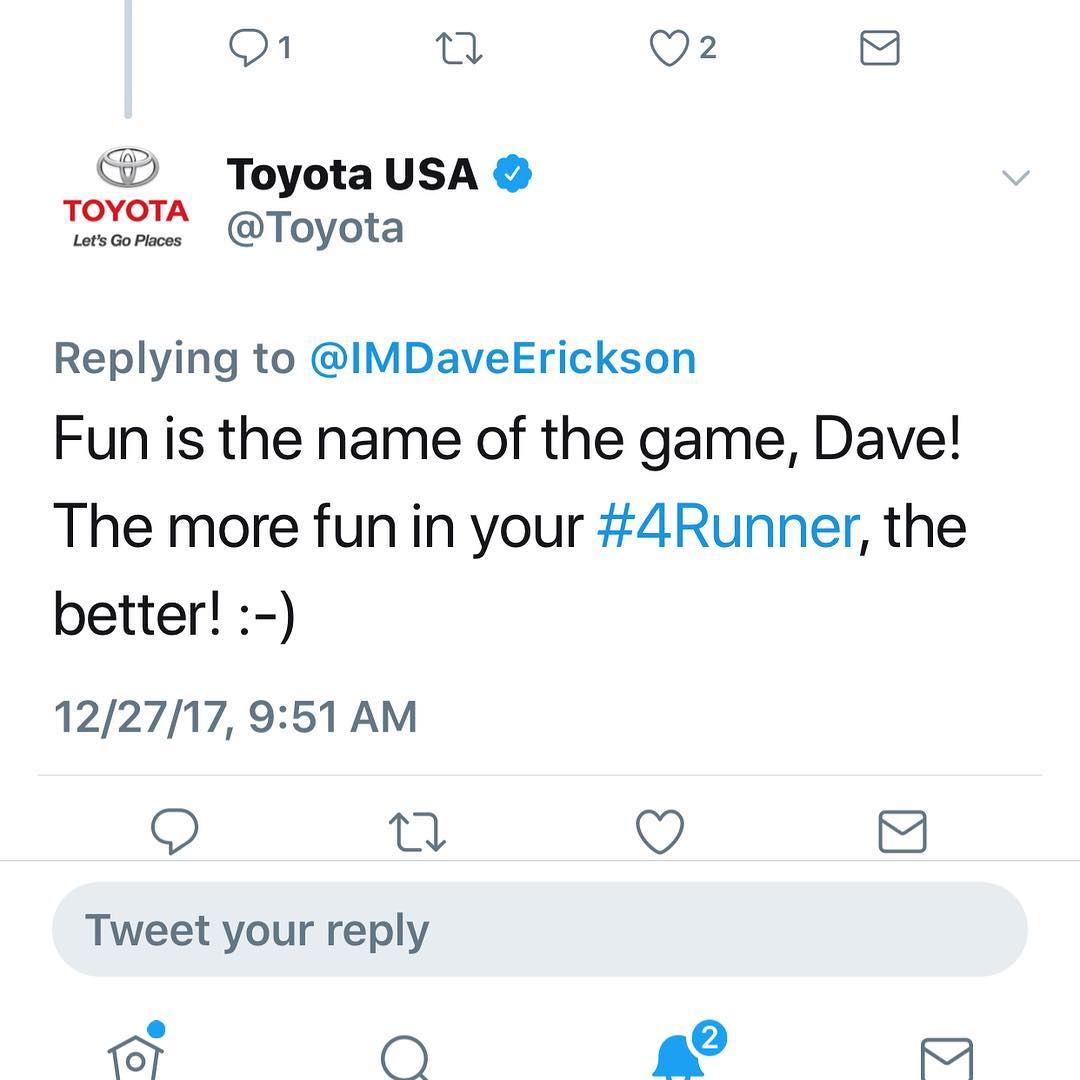 1 2
TOYOTA
Let's Go Places
Toyota USA
@Toyota
Replying to @IMDaveErickson
Fun is the name of the game, Dave!
The more fun in your #4Runner, the
better! :-)
12/27/17, 9:51 AM
Tweet your reply
2